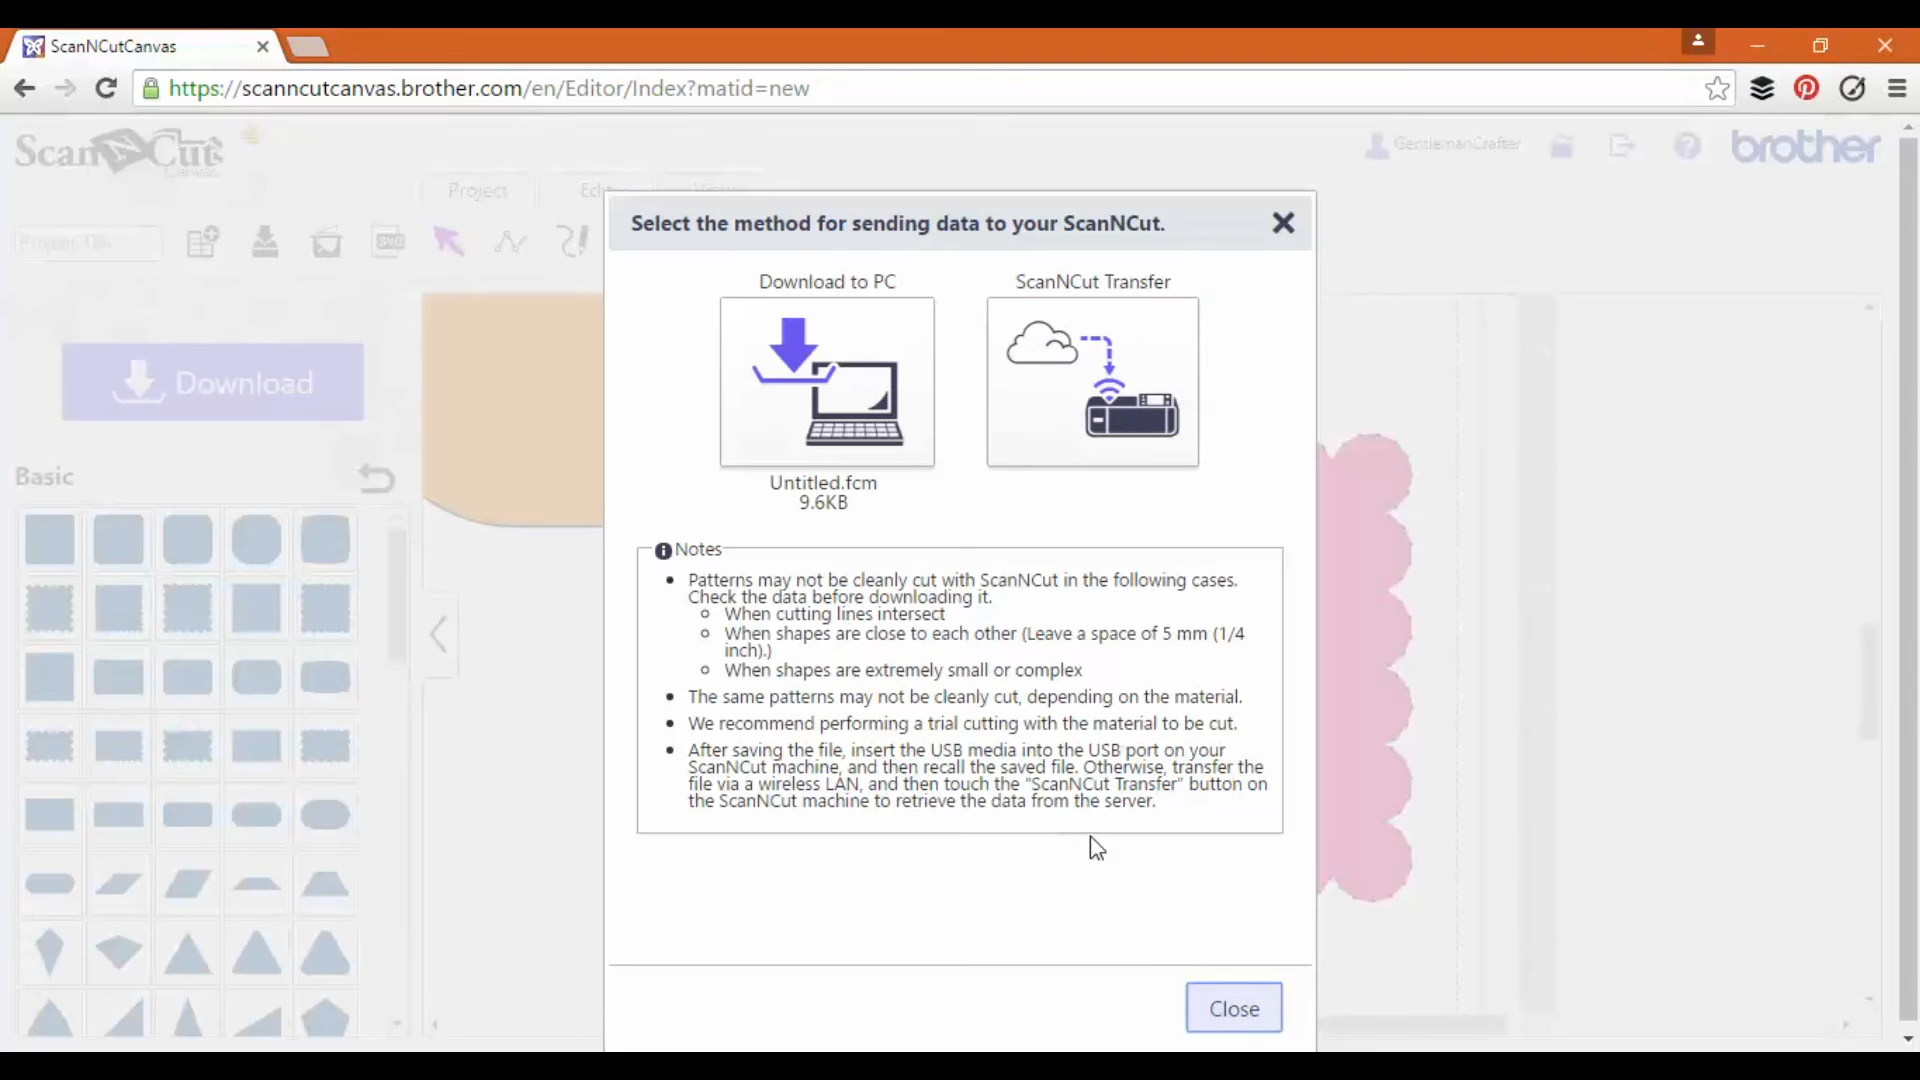 ScanNCutCanvas
https://scanncutcanvas.brother.com/en/Editor/Index?matid=new
ScanNCut
Canvas
GentlemanCrafter
brother
Project
Edit
Select the method for sending data to your ScanNCut.
SVG
Download to PC
ScanNCut Transfer
Download
Untitled.fcm
9.6KB
Basic
Notes
Patterns may not be cleanly cut with ScanNCut in the following cases.
Check the data before downloading it.
When cutting lines intersect
When shapes are close to each other (Leave a space of 5 mm (1/4
inch).)
When shapes are extremely small or complex
The same patterns may not be cleanly cut, depending on the material.
We recommend performing a trial cutting with the material to be cut.
After saving the file, insert the USB media into the USB port on your
ScanNCut machine, and then recall the saved file. Otherwise, transfer the
file via a wireless LAN, and then touch the "ScanNCut Transfer" button on
the ScanNCut machine to retrieve the data from the server.
Close